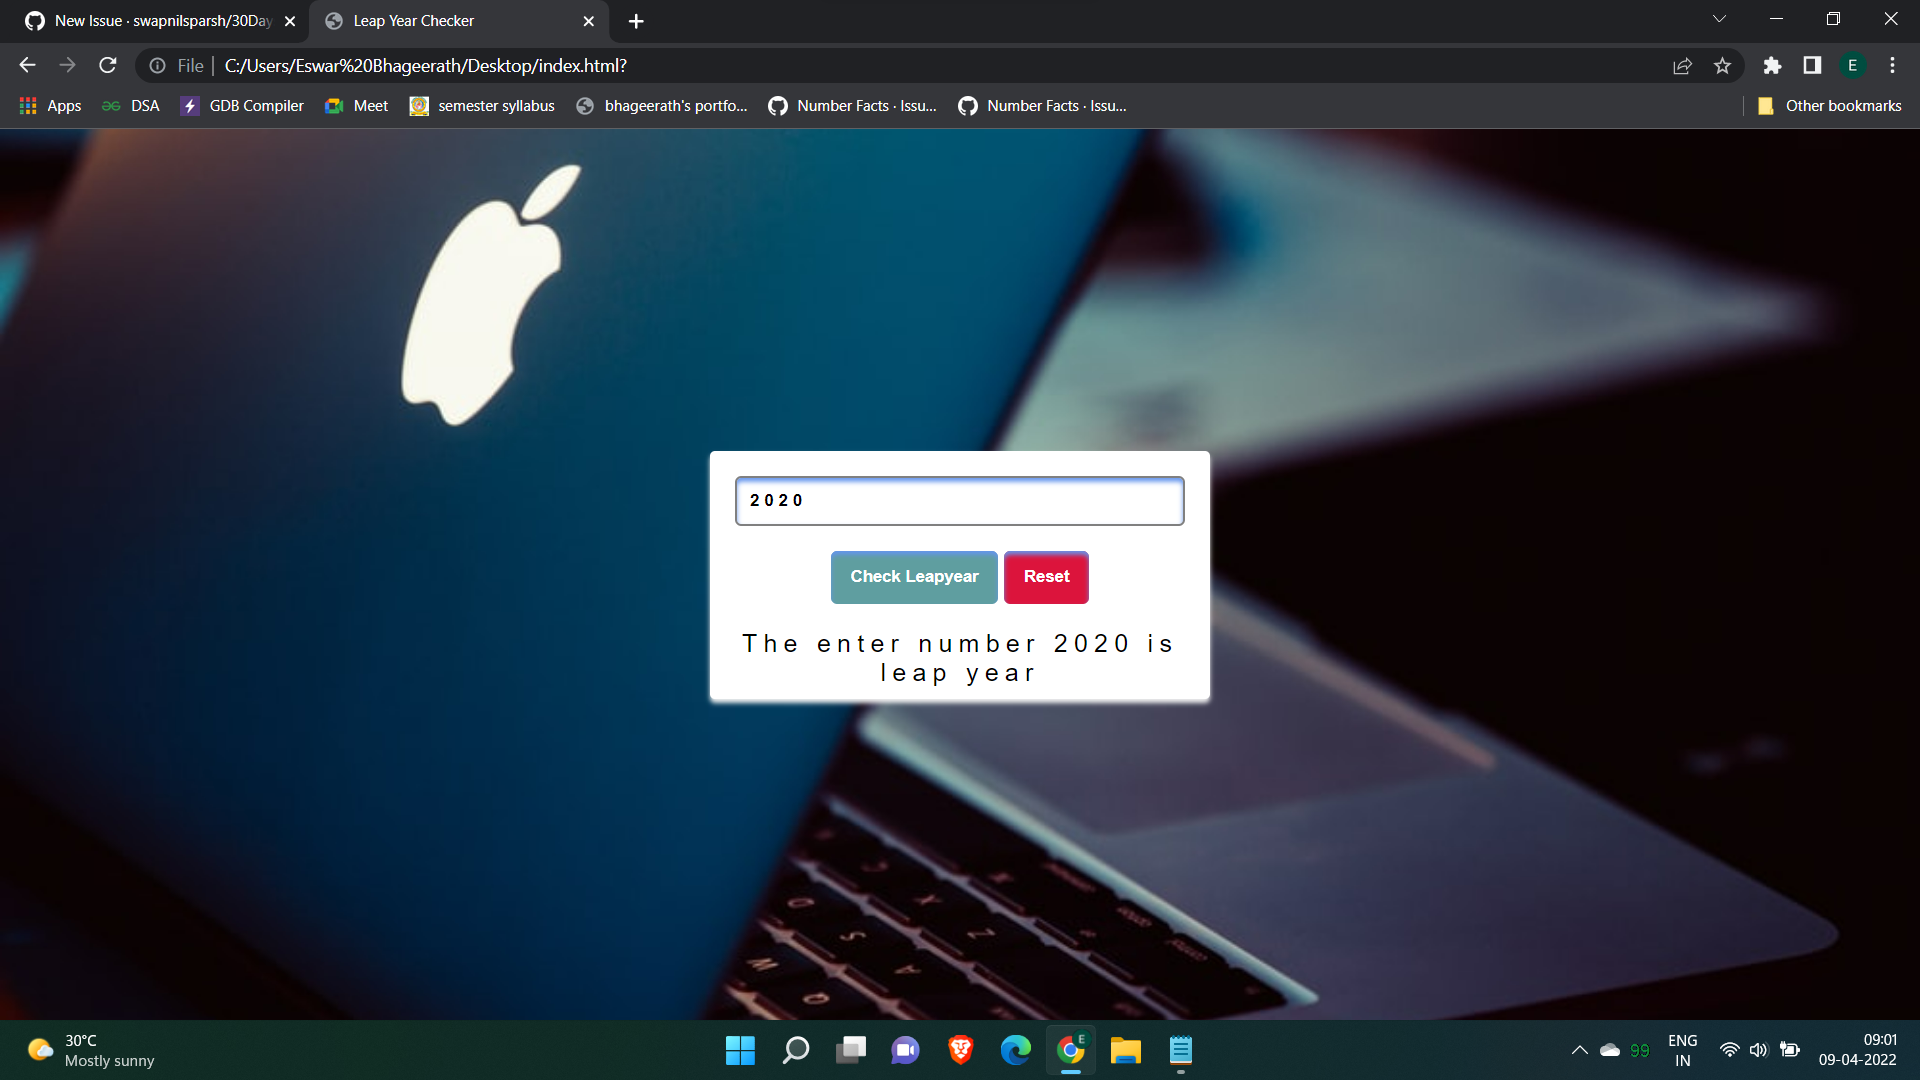 New Issue · swapnilsparsh/30Day
Leap Year Checker
File
C:/Users/Eswar%20Bhageerath/Desktop/index.html?
E
Apps
DSA
GDB Compiler
Meet
semester syllabus
bhageerath's portfo...
Number Facts · Issu...
Number Facts · Issu...
Other bookmarks
2020
Check Leapyear
Reset
The enter number 2020 is
leap year
30°C
Mostly sunny
E
99
ENG
IN
09:01
09-04-2022